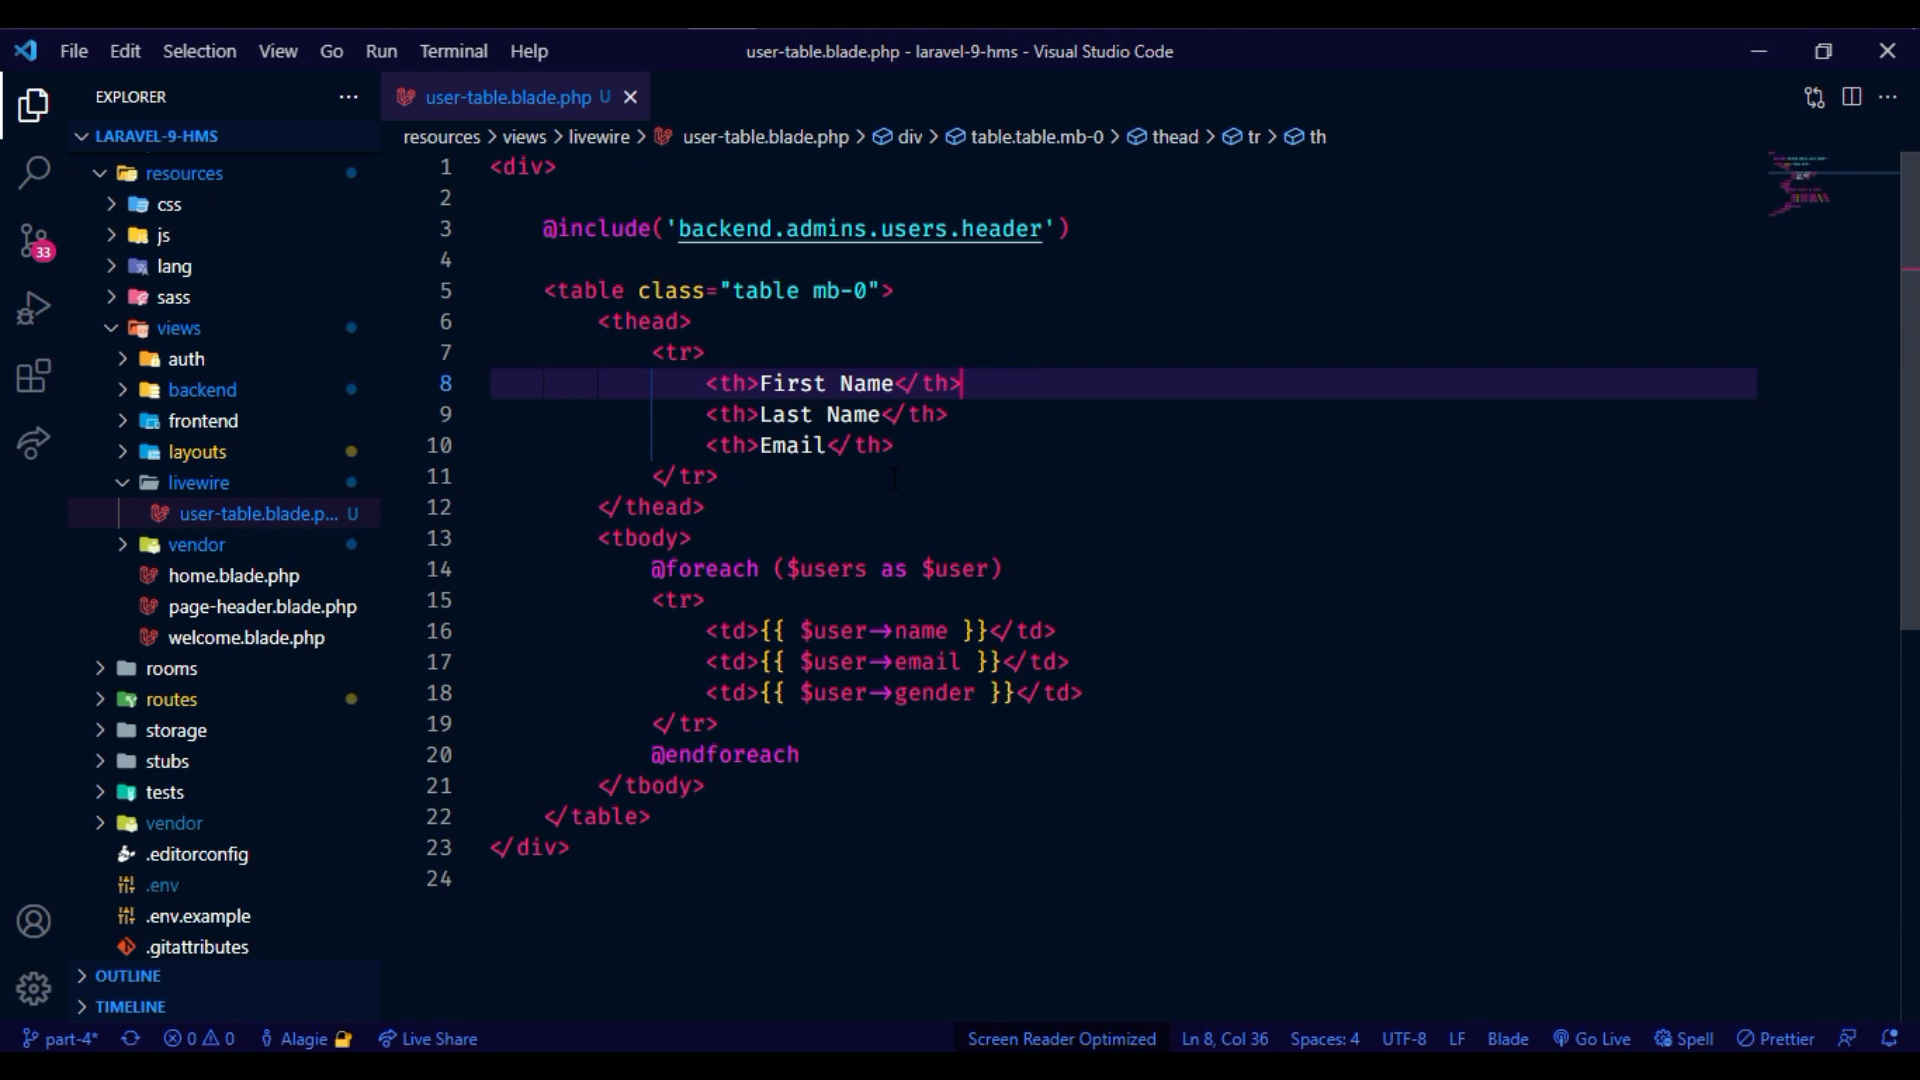 File Edit Selection View Go Run Terminal Help
user-table.blade.php - laravel-9-hms - Visual Studio Code
EXPLORER
user-table.blade.php U
LARAVEL-9-HMS
resources > views > livewire > user-table.blade.php > div > table.table.mb-0 > thead > tr > th
resources
css
js
lang
sass
views
auth
backend
frontend
layouts
livewire
user-table.blade.p... U
vendor
home.blade.php
page-header.blade.php
welcome.blade.php
rooms
routes
storage
stubs
tests
vendor
.editorconfig
.env
.env.example
.gitattributes
OUTLINE
TIMELINE
33
1 <div>
2
3 @include('backend.admins.users.header')
4
5 <table class="table mb-0">
6 <thead>
7 <tr>
8 <th>First Name</th>
9 <th>Last Name</th>
10 <th>Email</th>
11 </tr>
12 </thead>
13 <tbody>
14 @foreach ($users as $user)
15 <tr>
16 <td>{{ $user->name }}</td>
17 <td>{{ $user->email }}</td>
18 <td>{{ $user->gender }}</td>
19 </tr>
20 @endforeach
21 </tbody>
22 </table>
23 </div>
24
part-4* 0 0 Alagie Live Share Screen Reader Optimized Ln 8, Col 36 Spaces: 4 UTF-8 LF Blade Go Live Spell Prettier